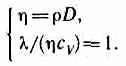 η = ρD,
λ/(ηc_V) = 1.